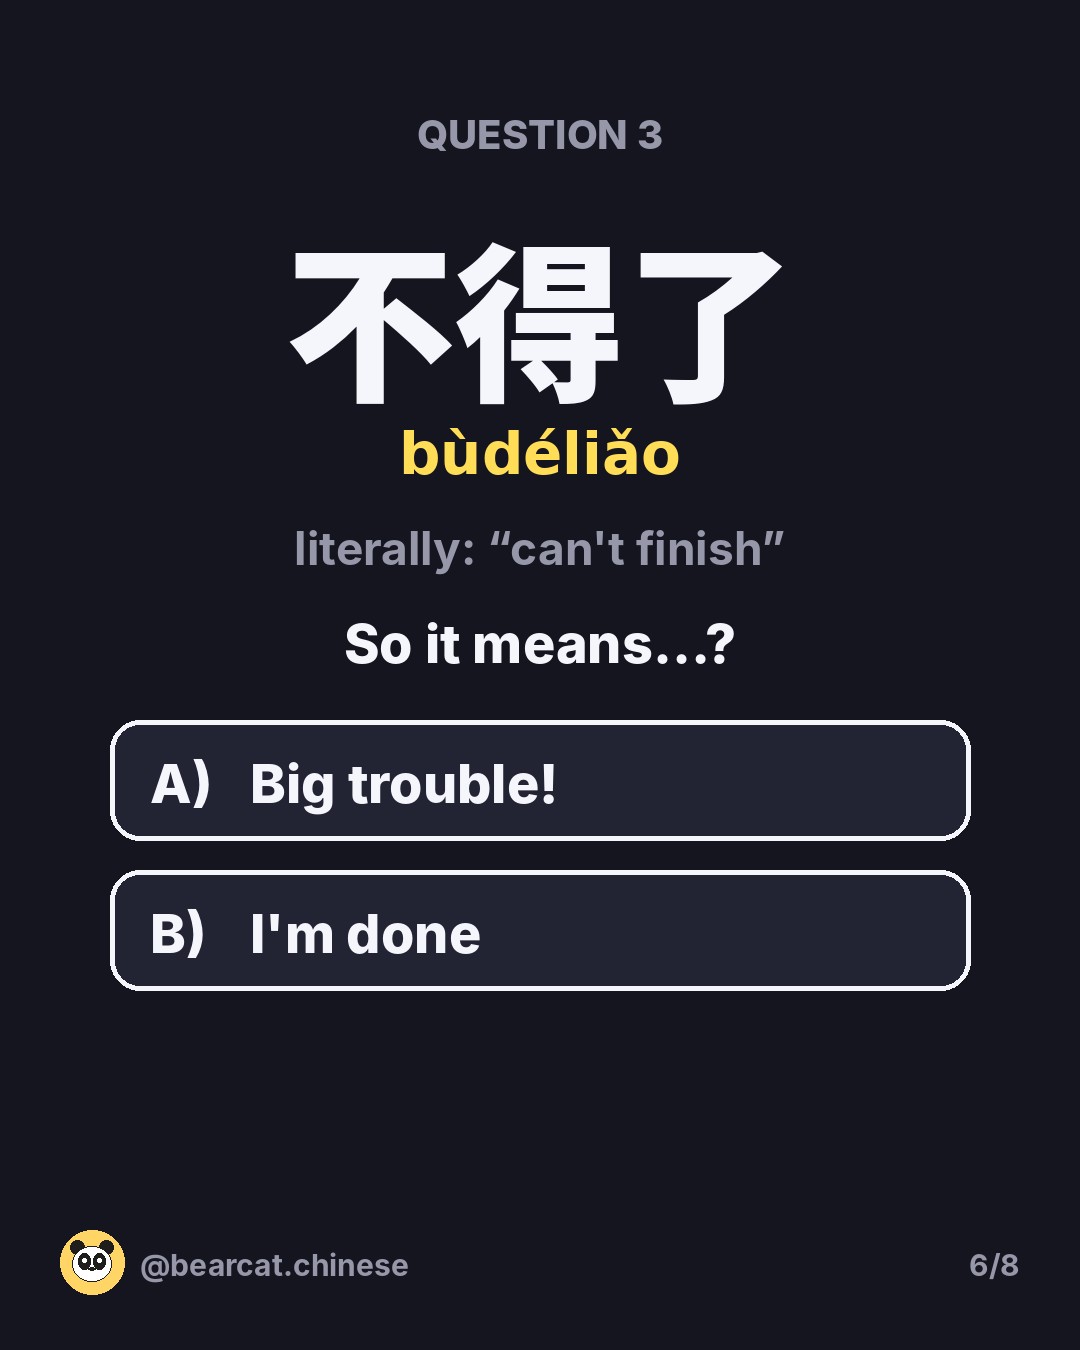 QUESTION 3
不得了
bùdéliǎo
literally: “can't finish”
So it means…?
A) Big trouble!
B) I'm done
@bearcat.chinese
6/8